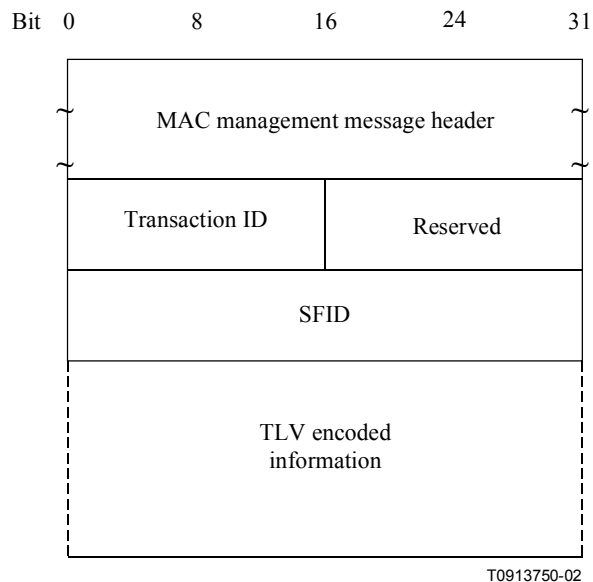 Bit 0 8 16 24 31
MAC management message header
Transaction ID Reserved
SFID
TLV encoded
information
T0913750-02